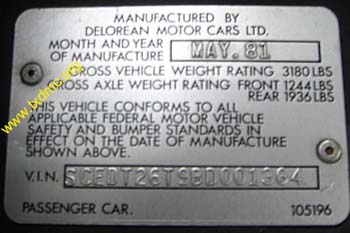 MANUFACTURED BY
DELOREAN MOTOR CARS LTD.
MONTH AND YEAR
OF MANUFACTURE MAY. 81
GROSS VEHICLE WEIGHT RATING 3180 LBS
GROSS AXLE WEIGHT RATING FRONT 1244 LBS
REAR 1936 LBS
THIS VEHICLE CONFORMS TO ALL
APPLICABLE FEDERAL MOTOR VEHICLE
SAFETY AND BUMPER STANDARDS IN
EFFECT ON THE DATE OF MANUFACTURE
SHOWN ABOVE.
V.I.N. SCEDT26T9BD001364
PASSENGER CAR. 105196